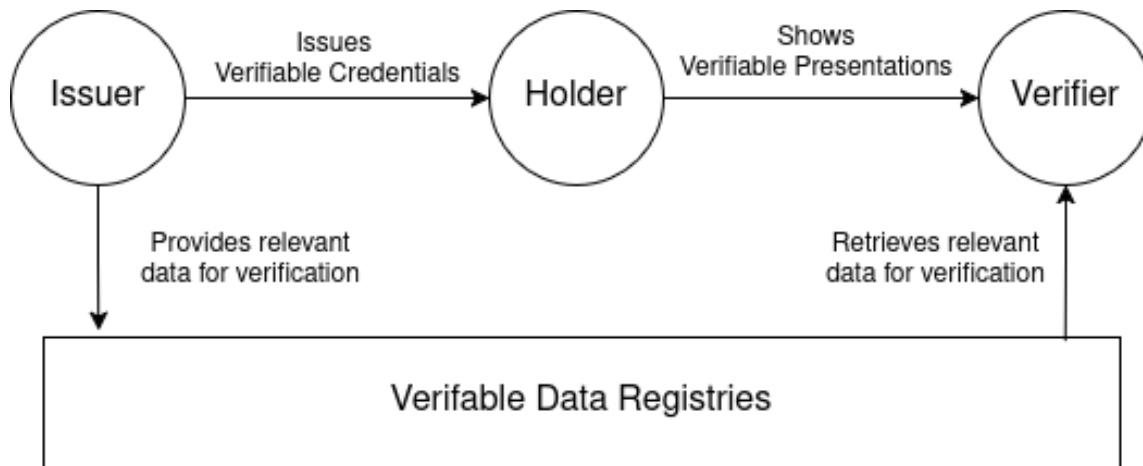 Issuer
Issues
Verifiable Credentials
Holder
Shows
Verifiable Presentations
Verifier
Provides relevant
data for verification
Retrieves relevant
data for verification
Verifable Data Registries